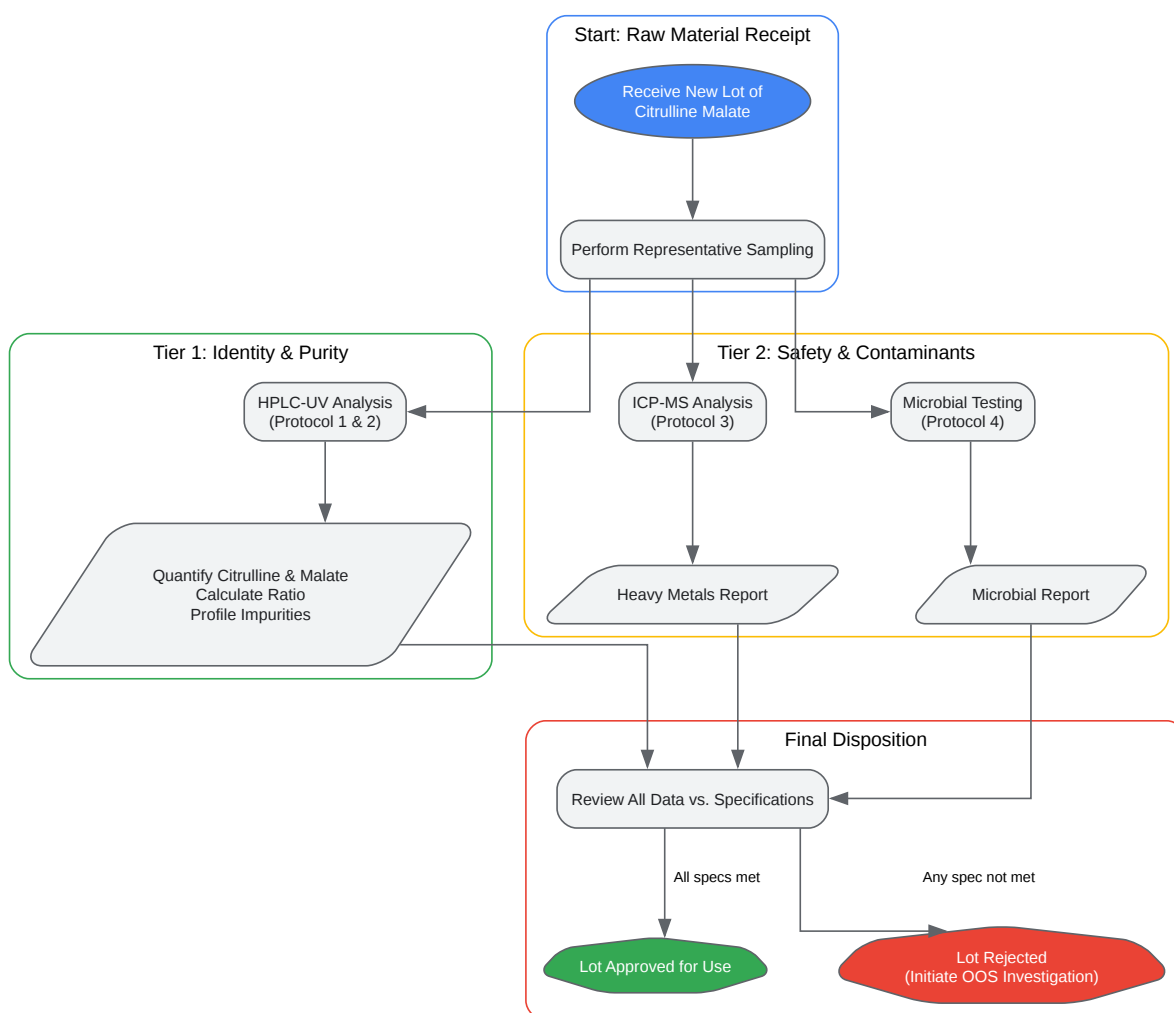 Start: Raw Material Receipt
Receive New Lot of
Citrulline Malate
Perform Representative Sampling
Tier 1: Identity & Purity
HPLC-UV Analysis
(Protocol 1 & 2)
Quantify Citrulline & Malate
Calculate Ratio
Profile Impurities
Tier 2: Safety & Contaminants
ICP-MS Analysis
(Protocol 3)
Microbial Testing
(Protocol 4)
Heavy Metals Report
Microbial Report
Final Disposition
Review All Data vs. Specifications
All specs met
Any spec not met
Lot Approved for Use
Lot Rejected
(Initiate OOS Investigation)